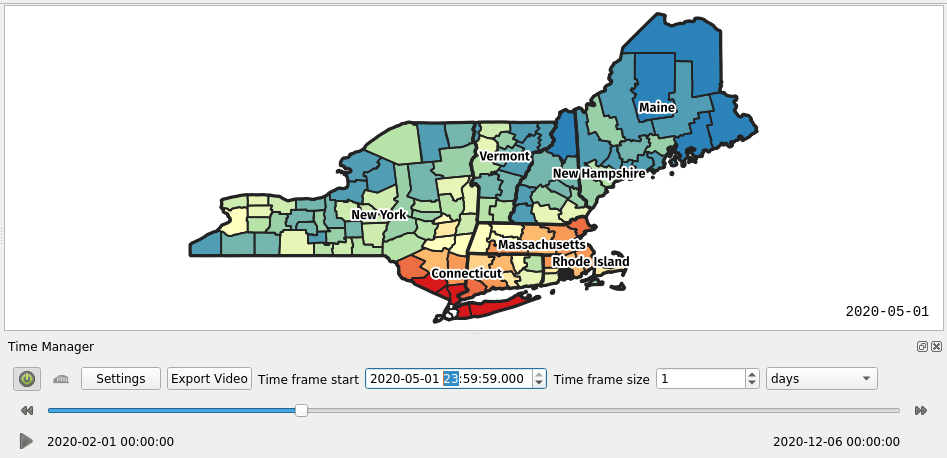 Maine
Vermont
New Hampshire
New York
Massachusetts
Rhode Island
Connecticut
2020-05-01
Time Manager
Settings
Export Video
Time frame start
2020-05-01 23:59:59.000
Time frame size
1
days
2020-02-01 00:00:00
2020-12-06 00:00:00